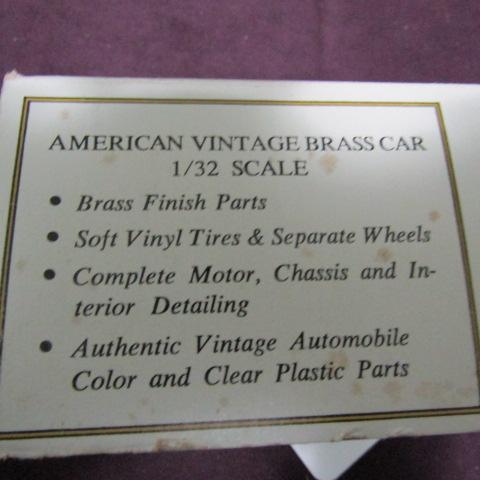 AMERICAN VINTAGE BRASS CAR
1/32 SCALE
• Brass Finish Parts
• Soft Vinyl Tires & Separate Wheels
• Complete Motor, Chassis and In-
terior Detailing
• Authentic Vintage Automobile
Color and Clear Plastic Parts